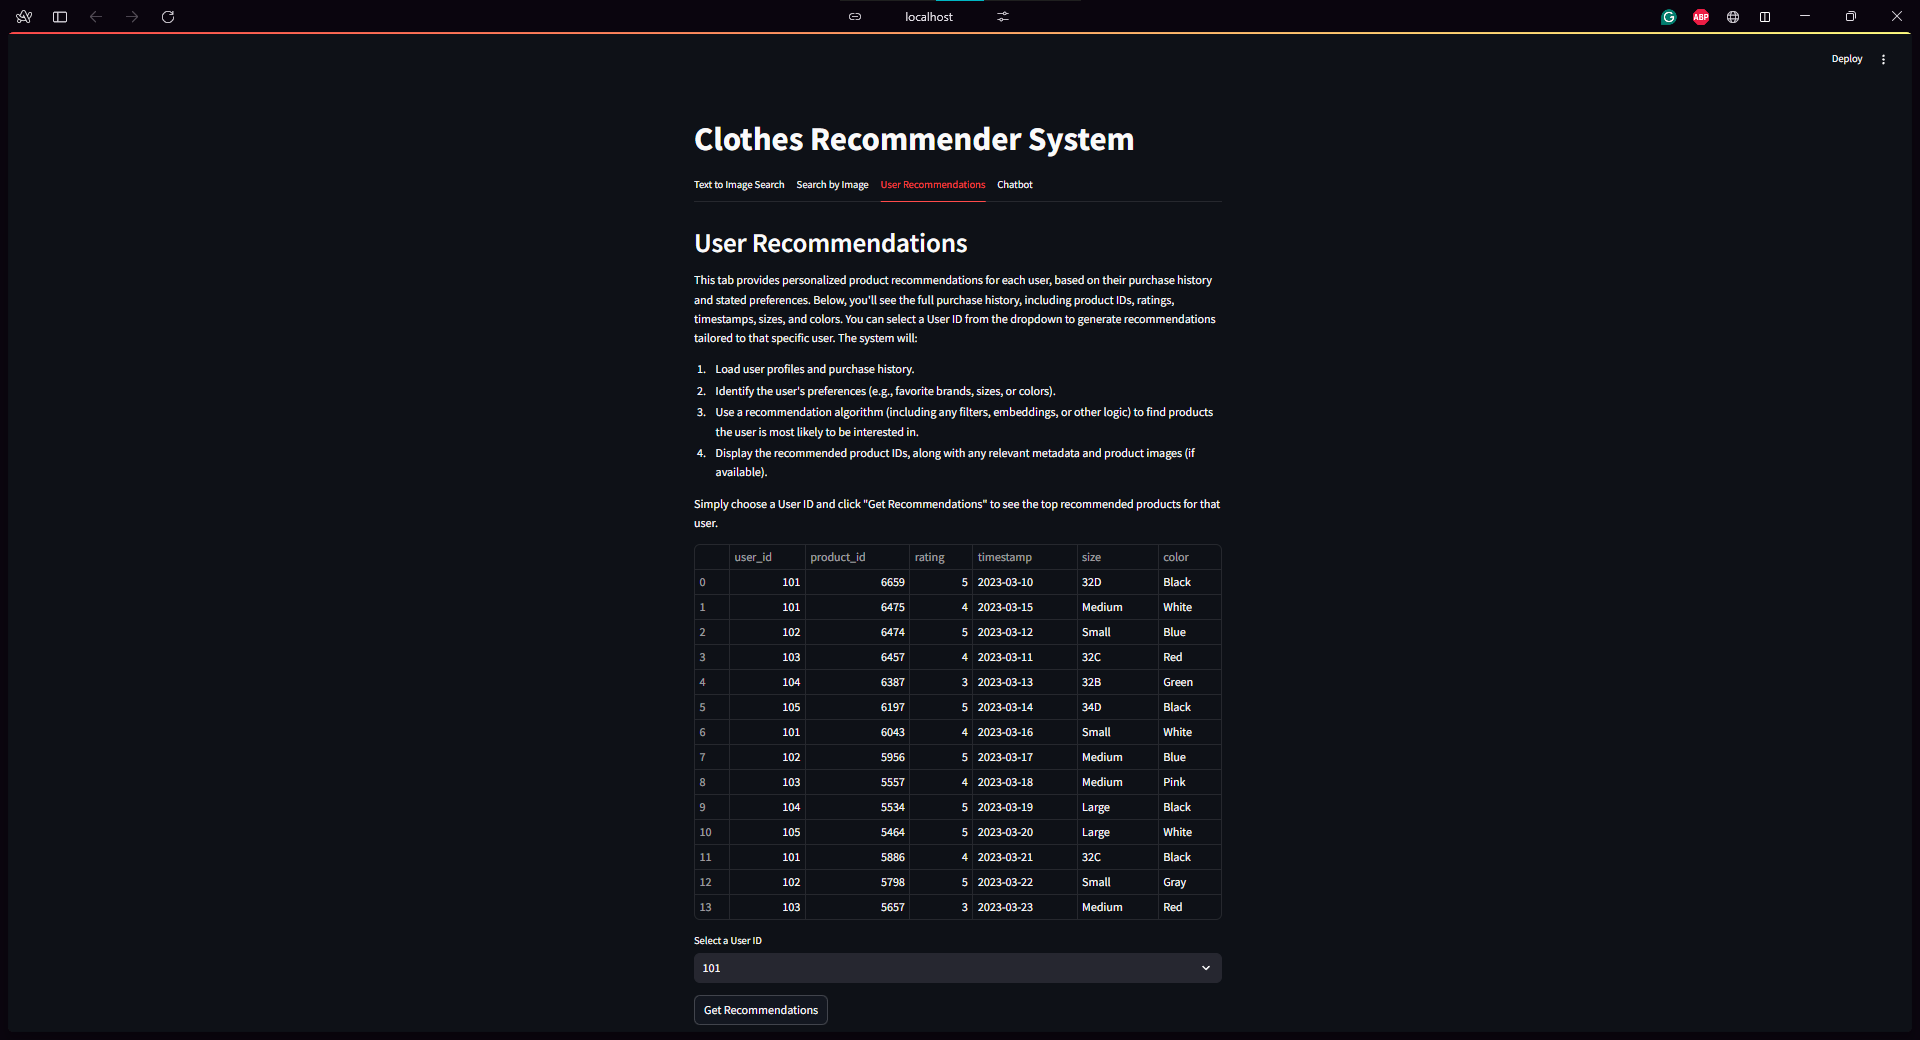 localhost
ABP
Deploy
Clothes Recommender System
Text to Image Search Search by Image User Recommendations Chatbot
User Recommendations
This tab provides personalized product recommendations for each user, based on their purchase history
and stated preferences. Below, you'll see the full purchase history, including product IDs, ratings,
timestamps, sizes, and colors. You can select a User ID from the dropdown to generate recommendations
tailored to that specific user. The system will:
1. Load user profiles and purchase history.
2. Identify the user's preferences (e.g., favorite brands, sizes, or colors).
3. Use a recommendation algorithm (including any filters, embeddings, or other logic) to find products
the user is most likely to be interested in.
4. Display the recommended product IDs, along with any relevant metadata and product images (if
available).
Simply choose a User ID and click "Get Recommendations" to see the top recommended products for that
user.
user_id product_id rating timestamp size color
0 101 6659 5 2023-03-10 32D Black
1 101 6475 4 2023-03-15 Medium White
2 102 6474 5 2023-03-12 Small Blue
3 103 6457 4 2023-03-11 32C Red
4 104 6387 3 2023-03-13 32B Green
5 105 6197 5 2023-03-14 34D Black
6 101 6043 4 2023-03-16 Small White
7 102 5956 5 2023-03-17 Medium Blue
8 103 5557 4 2023-03-18 Medium Pink
9 104 5534 5 2023-03-19 Large Black
10 105 5464 5 2023-03-20 Large White
11 101 5886 4 2023-03-21 32C Black
12 102 5798 5 2023-03-22 Small Gray
13 103 5657 3 2023-03-23 Medium Red
Select a User ID
101
Get Recommendations